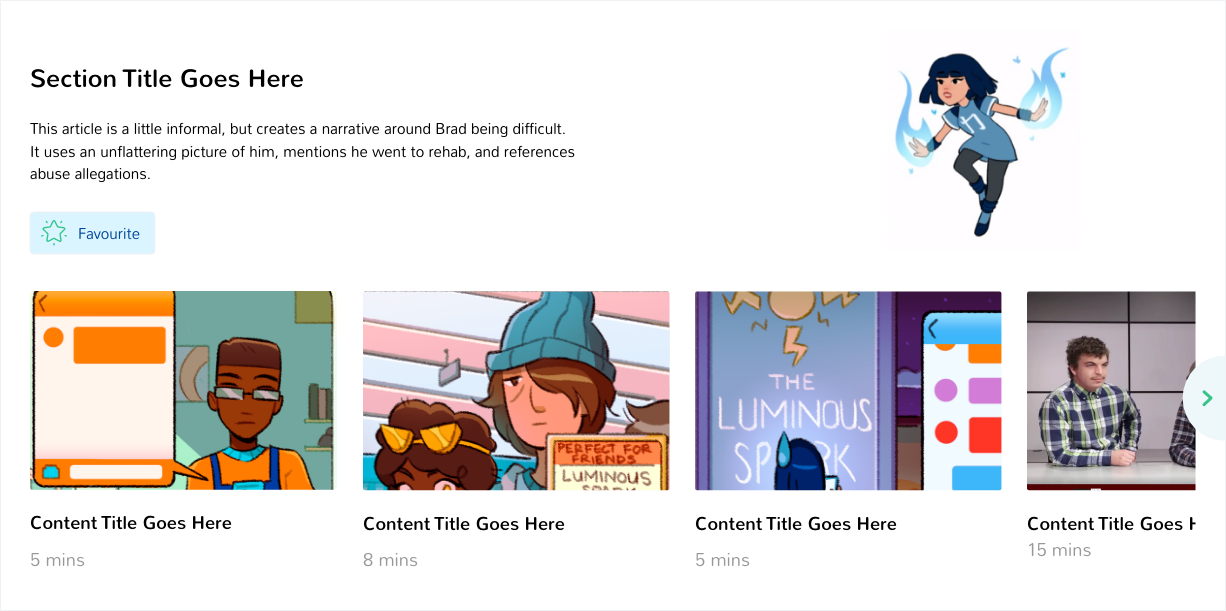 Section Title Goes Here
This article is a little informal, but creates a narrative around Brad being difficult.
It uses an unflattering picture of him, mentions he went to rehab, and references
abuse allegations.
Favourite
PERFECT FOR
FRIENDS
LUMINOUS
SPARK
THE
LUMINOUS
SPARK
Content Title Goes Here
Content Title Goes Here
Content Title Goes Here
Content Title Goes H
5 mins
8 mins
5 mins
15 mins